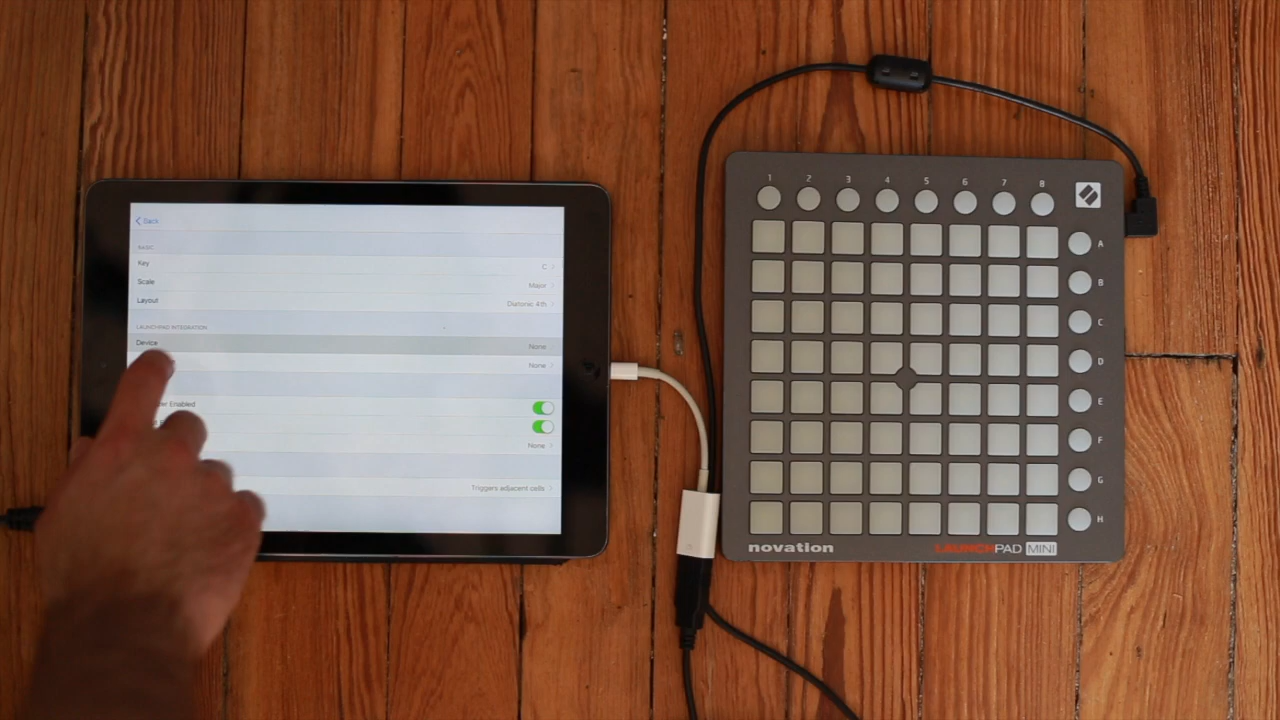 Back
BASIC
Key C
Scale Major
Layout Diatonic 4th
LAUNCHPAD INTEGRATION
Device None
None
Enabled
None
Triggers adjacent cells
1 2 3 4 5 6 7 8
A
B
C
D
E
F
G
H
novation LAUNCHPAD MINI